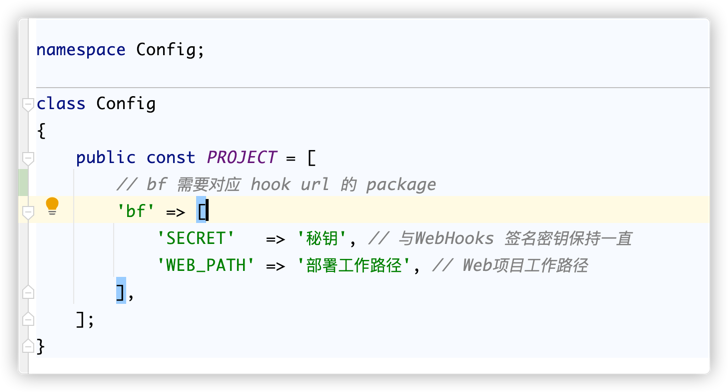 namespace Config;
class Config
{
public const PROJECT = [
// bf 需要对应 hook url 的 package
'bf' => [
'SECRET' => '秘钥', // 与WebHooks 签名密钥保持一直
'WEB_PATH' => '部署工作路径', // Web项目工作路径
],
];
}